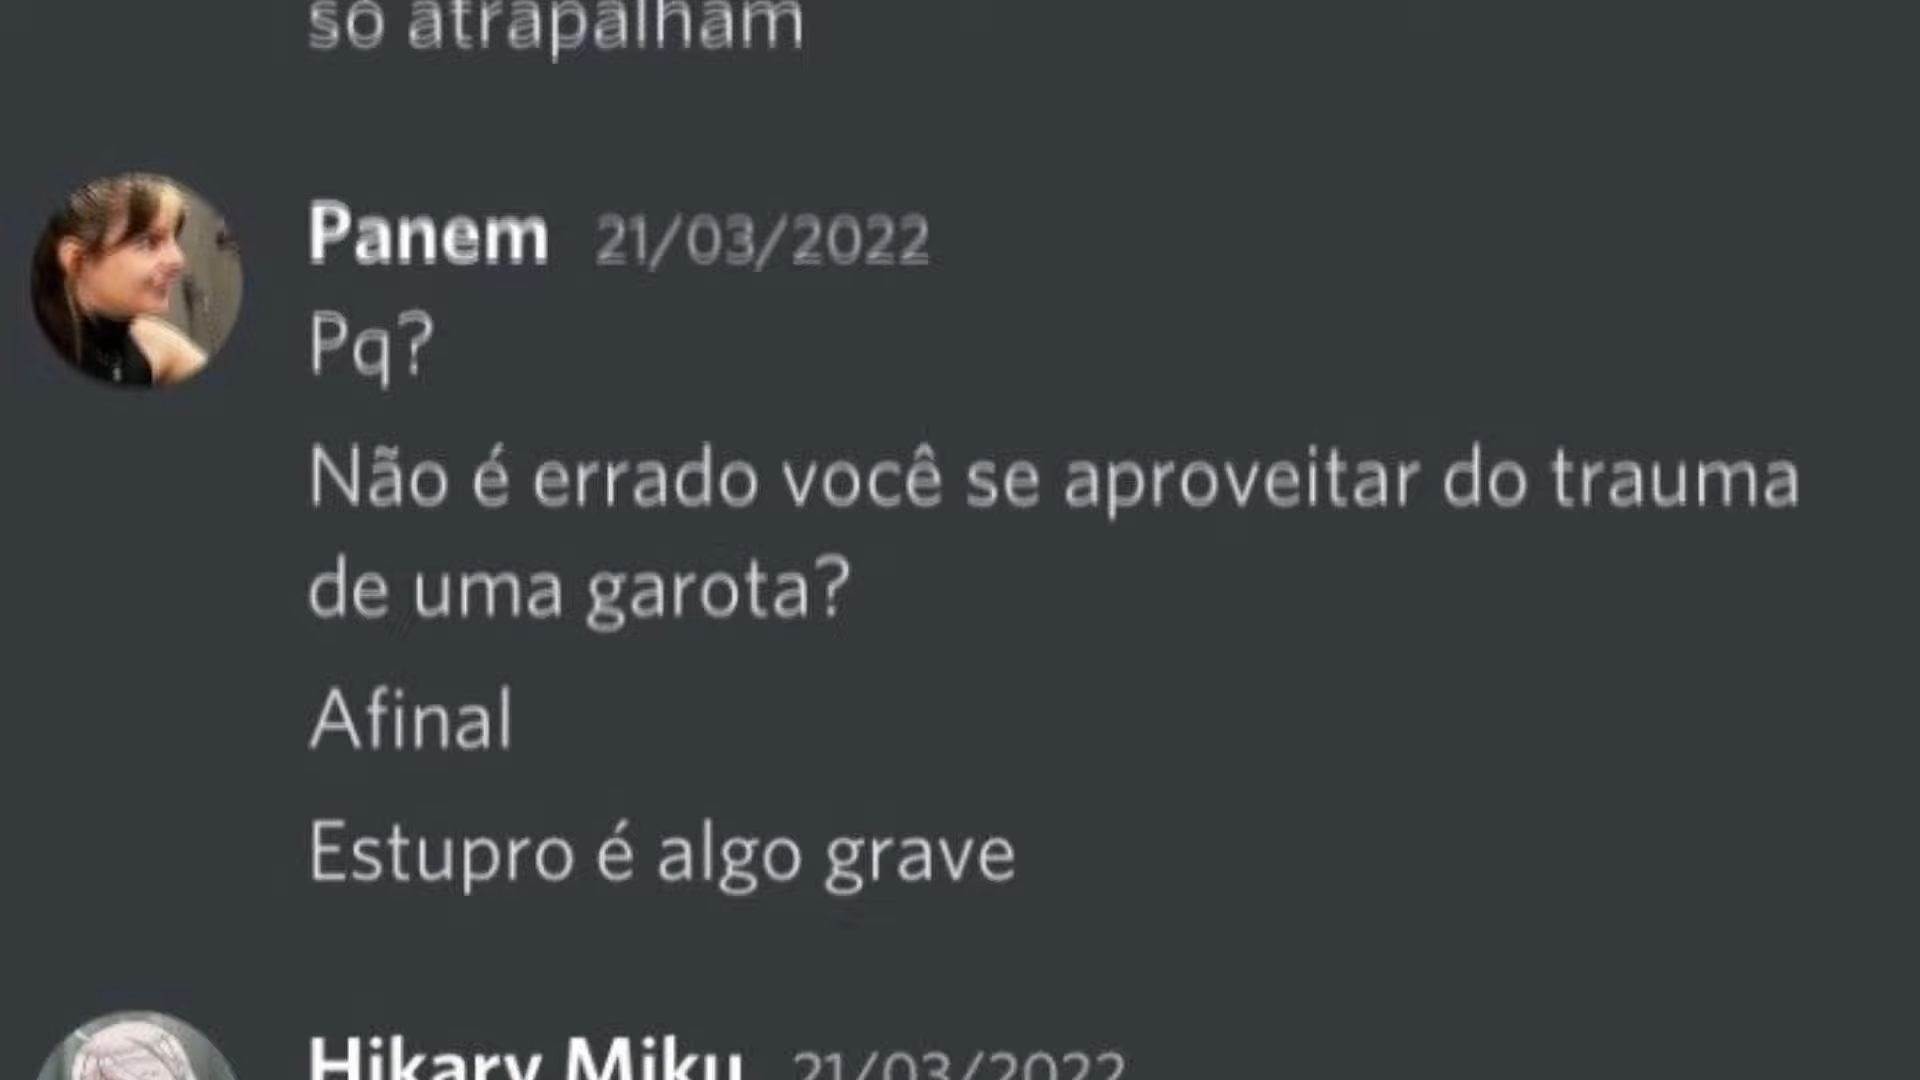 só atrapalham
Panem 21/03/2022
Pq?
Não é errado você se aproveitar do trauma
de uma garota?
Afinal
Estupro é algo grave
Hikary Miku 21/03/2022